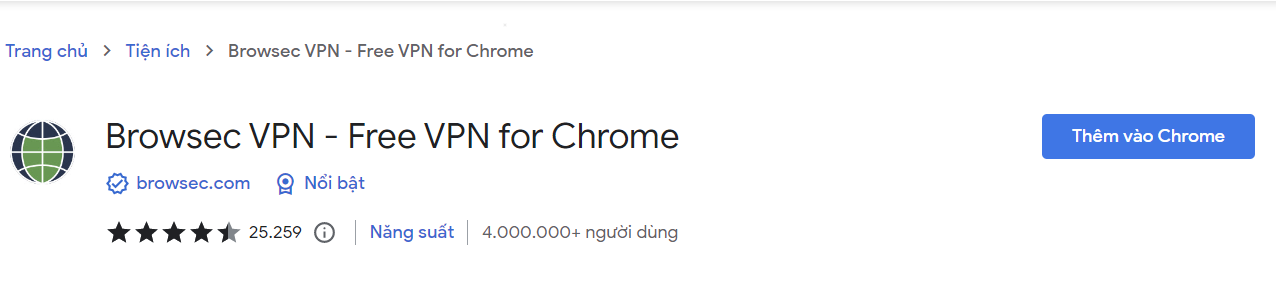 Trang chủ > Tiện ích > Browsec VPN - Free VPN for Chrome
Browsec VPN - Free VPN for Chrome
Thêm vào Chrome
browsec.com Nổi bật
25.259 Năng suất 4.000.000+ người dùng